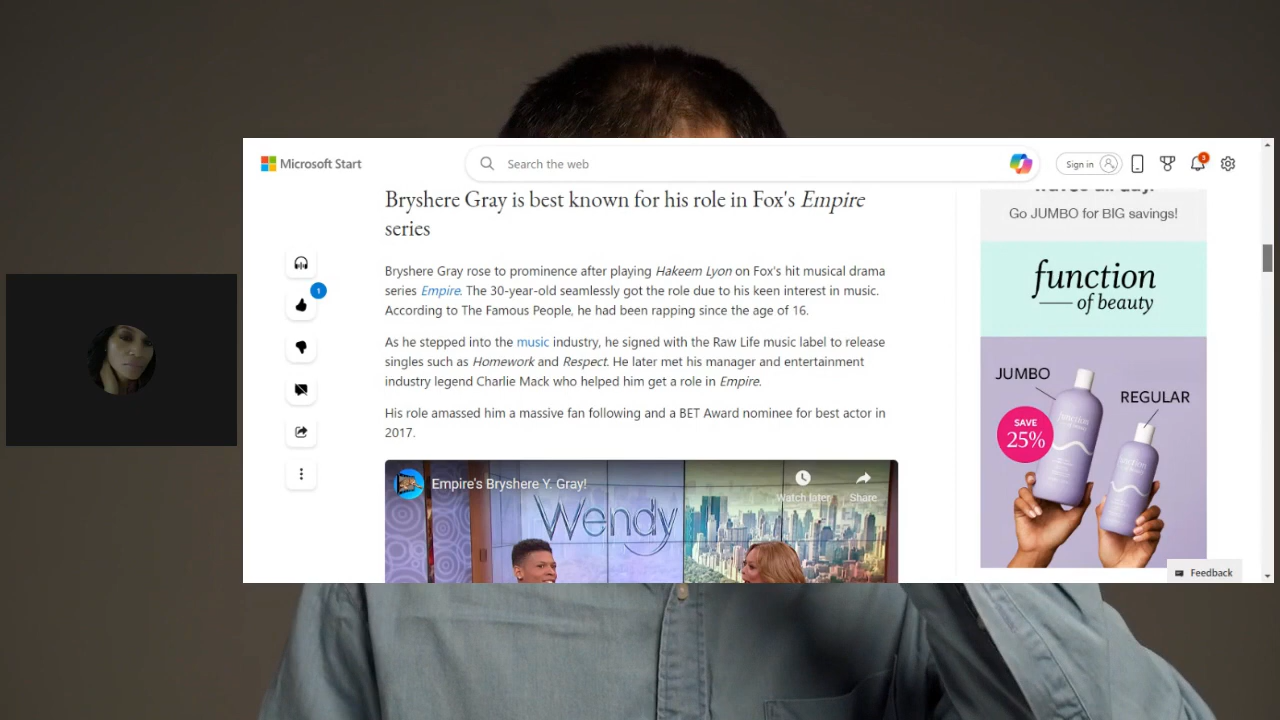 Microsoft Start
Search the web
Sign in
3
Bryshere Gray is best known for his role in Fox's Empire
series
1
Bryshere Gray rose to prominence after playing Hakeem Lyon on Fox's hit musical drama
series Empire. The 30-year-old seamlessly got the role due to his keen interest in music.
According to The Famous People, he had been rapping since the age of 16.
As he stepped into the music industry, he signed with the Raw Life music label to release
singles such as Homework and Respect. He later met his manager and entertainment
industry legend Charlie Mack who helped him get a role in Empire.
His role amassed him a massive fan following and a BET Award nominee for best actor in
2017.
Empire's Bryshere Y. Gray!
Watch later
Share
Wendy
Go JUMBO for BIG savings!
function
of beauty
JUMBO
REGULAR
SAVE
25%
function
Feedback